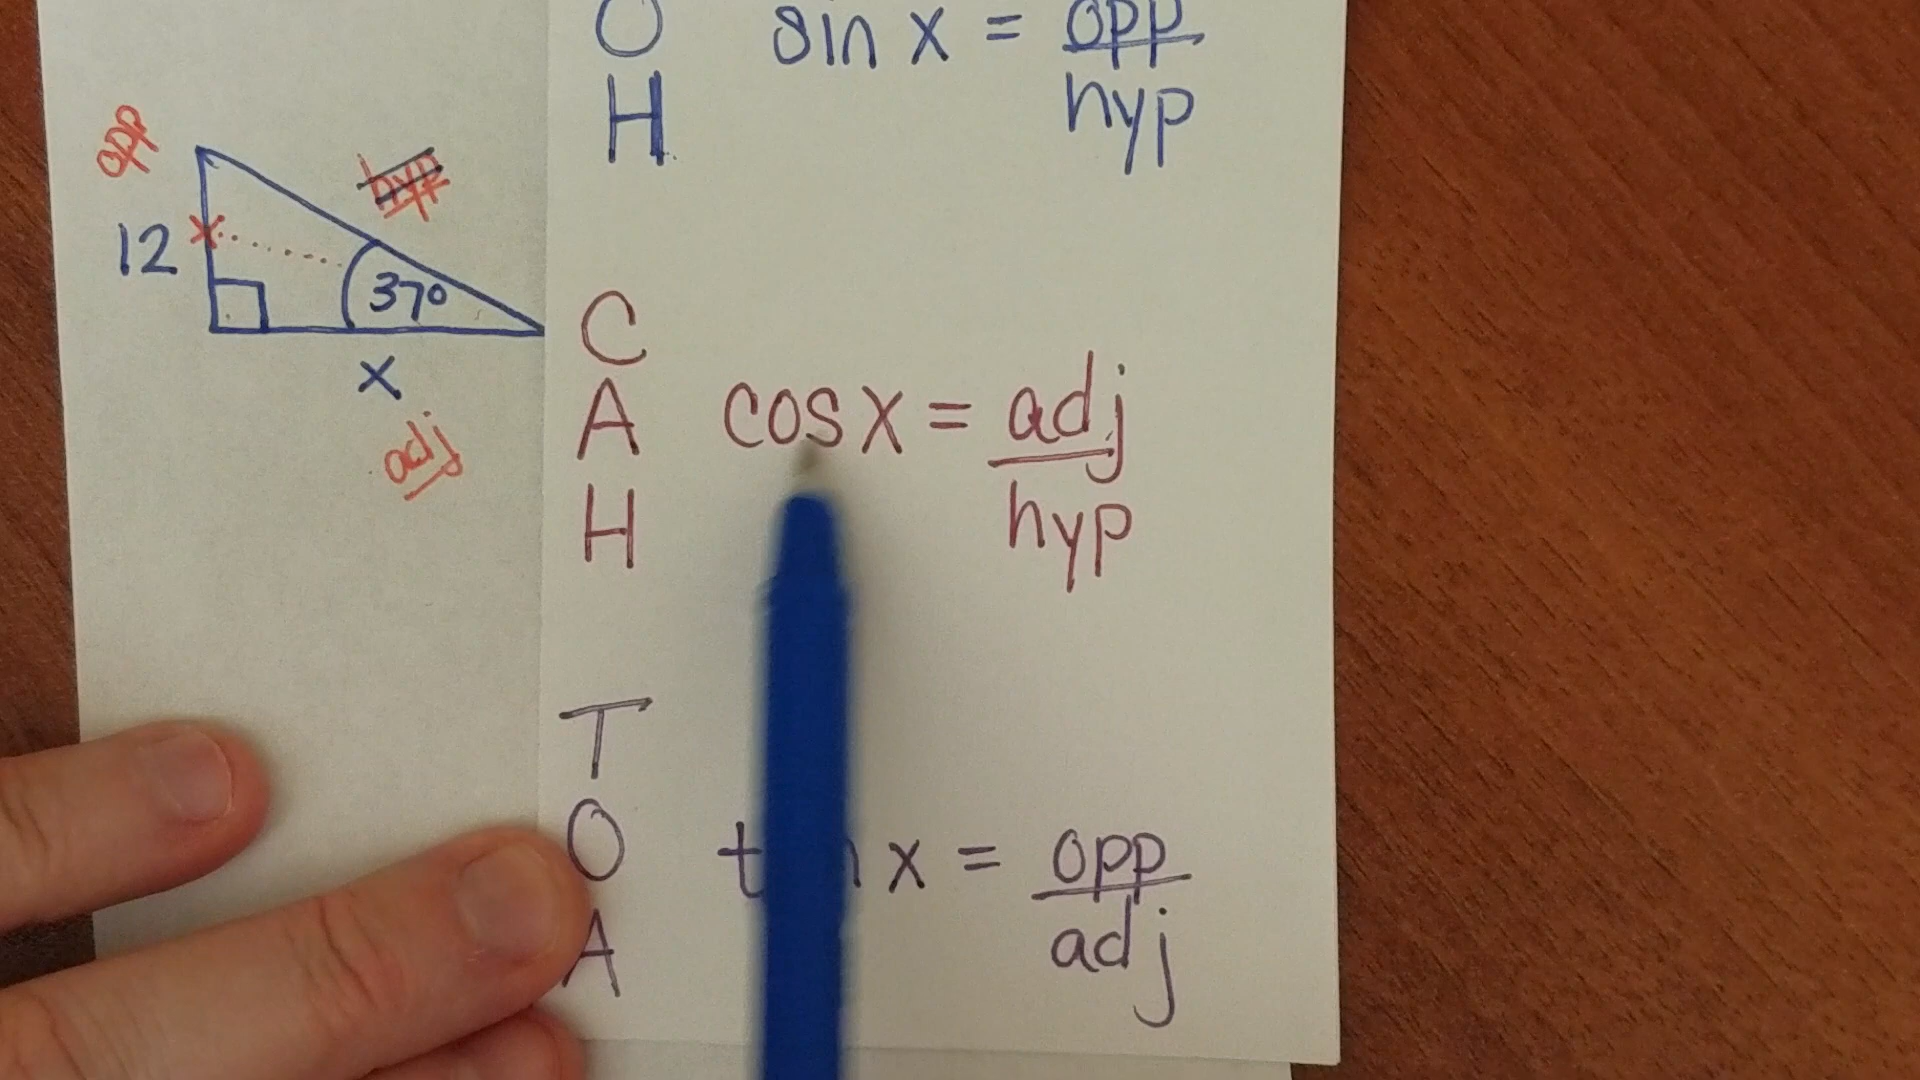 opp
hyp
12
37°
x
adj
O
H
sin x = opp
hyp
C
A
H
cos x = adj
hyp
T
O
A
x = opp
adj